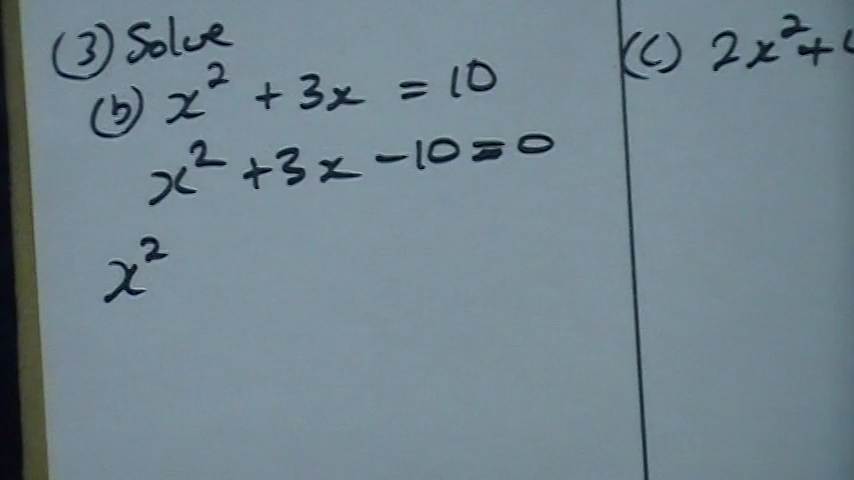 (3) Solve
(b) x² + 3x = 10
x² + 3x - 10 = 0
x²
(c) 2x² +